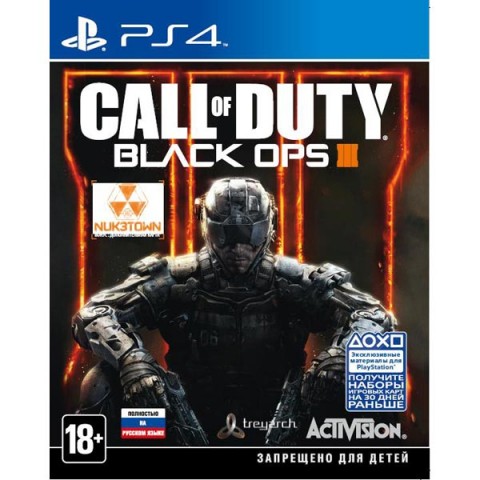 PS4
CALL OF DUTY
BLACK OPS III
NUK3TOWN
Эксклюзивные
материалы для
PlayStation®
ПОЛУЧИТЕ
НАБОРЫ
ИГРОВЫХ КАРТ
НА 30 ДНЕЙ
РАНЬШЕ
ПОЛНОСТЬЮ
НА
РУССКОМ ЯЗЫКЕ
18+
treyarch
ACTIVISION®
ЗАПРЕЩЕНО ДЛЯ ДЕТЕЙ